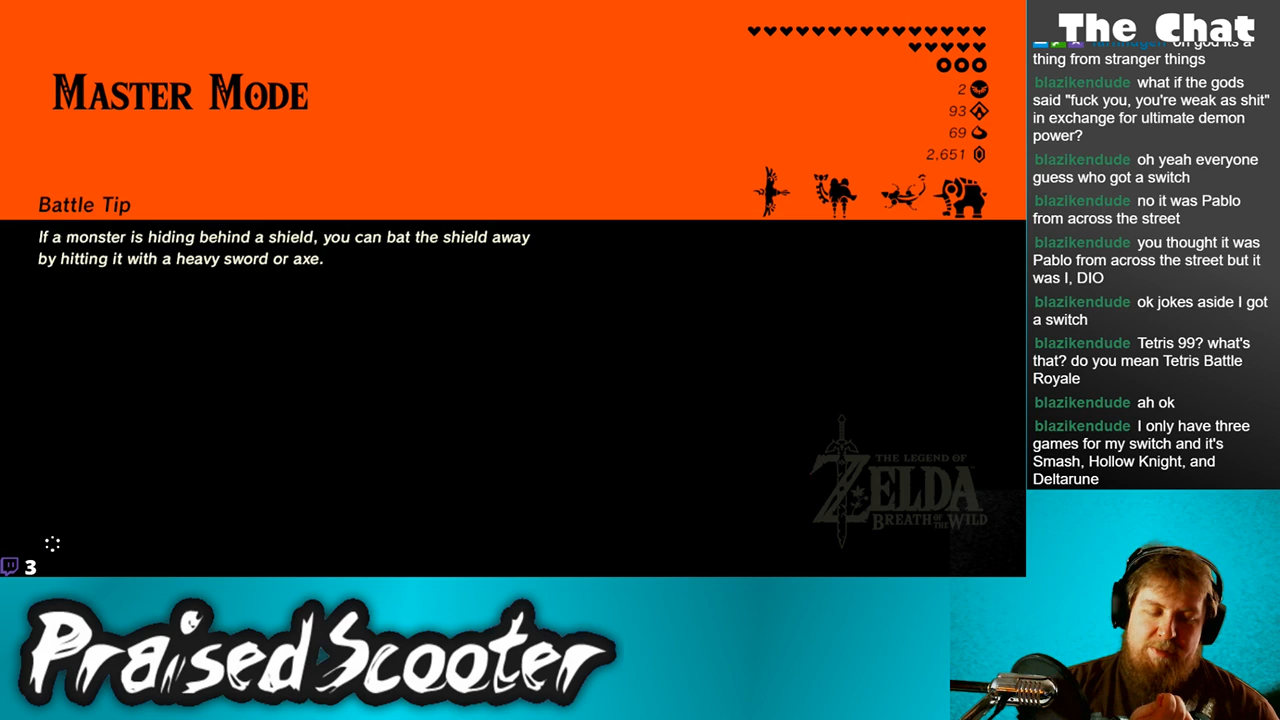 Master Mode
2
93
69
2,651
Battle Tip
If a monster is hiding behind a shield, you can bat the shield away
by hitting it with a heavy sword or axe.
THE LEGEND OF
ZELDA
BREATH OF THE WILD
3
PraisedScooter
The Chat
oh god its a
thing from stranger things
blazikendude what if the gods
said "fuck you, you're weak as shit"
in exchange for ultimate demon
power?
blazikendude oh yeah everyone
guess who got a switch
blazikendude no it was Pablo
from across the street
blazikendude you thought it was
Pablo from across the street but it
was I, DIO
blazikendude ok jokes aside I got
a switch
blazikendude Tetris 99? what's
that? do you mean Tetris Battle
Royale
blazikendude ah ok
blazikendude I only have three
games for my switch and it's
Smash, Hollow Knight, and
Deltarune